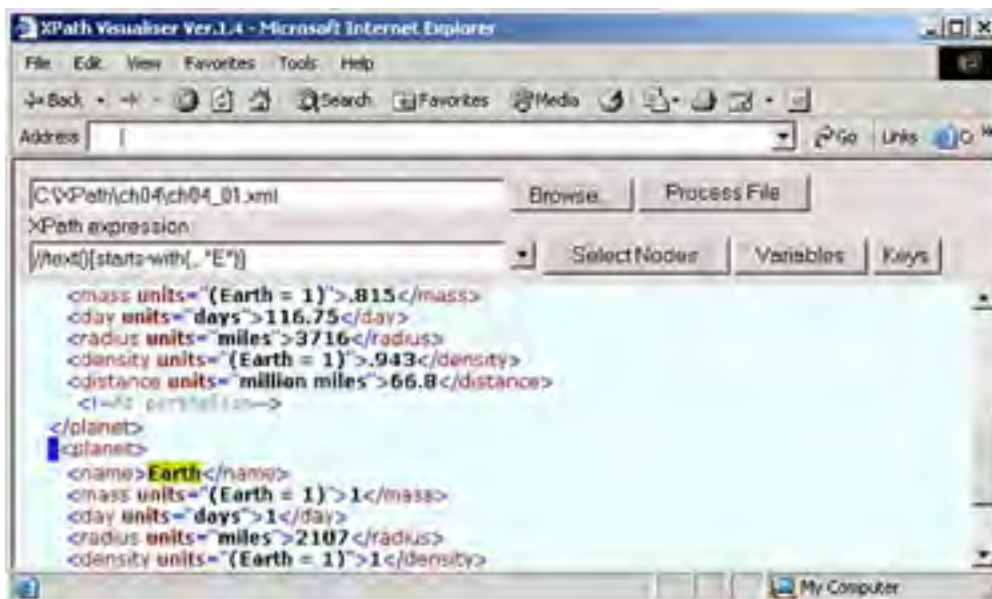 XPath Visualiser Ver.1.4 - Microsoft Internet Explorer
File Edit View Favorites Tools Help
Back Search Favorites Media
Address Go Links
C:\XPath\ch04\ch04_01.xml Browse... Process File
XPath expression
//text()[starts-with(., "E")] Select Nodes Variables Keys
<mass units="(Earth = 1)">.815</mass>
<day units="days">116.75</day>
<radius units="miles">3716</radius>
<density units="(Earth = 1)">.943</density>
<distance units="million miles">66.8</distance>
<!--At perihelion-->
</planet>
<planet>
<name>Earth</name>
<mass units="(Earth = 1)">1</mass>
<day units="days">1</day>
<radius units="miles">2107</radius>
<density units="(Earth = 1)">1</density>
My Computer